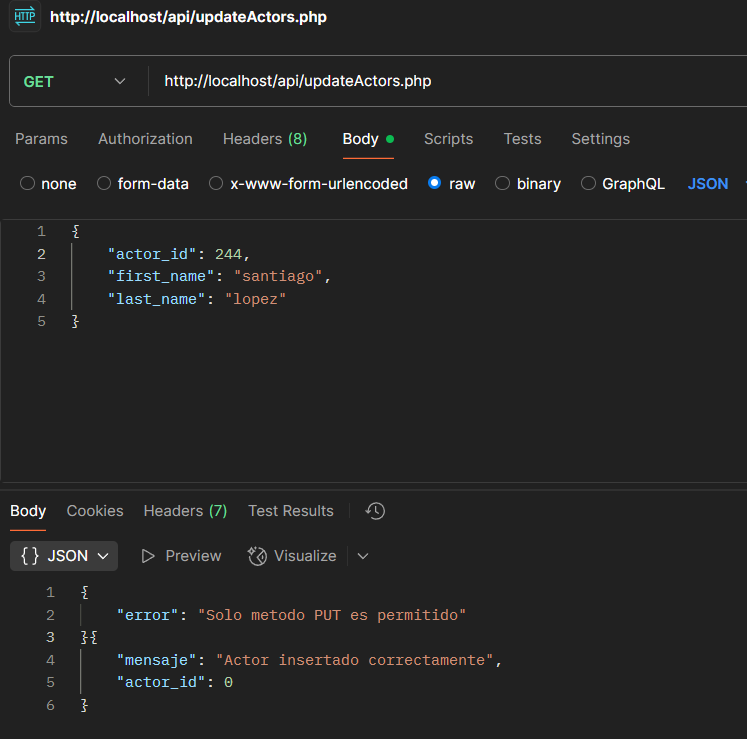 HTTP http://localhost/api/updateActors.php
GET http://localhost/api/updateActors.php
Params Authorization Headers (8) Body Scripts Tests Settings
none form-data x-www-form-urlencoded raw binary GraphQL JSON
1 {
2 "actor_id": 244,
3 "first_name": "santiago",
4 "last_name": "lopez"
5 }
Body Cookies Headers (7) Test Results
{} JSON Preview Visualize
1 {
2 "error": "Solo metodo PUT es permitido"
3 }{
4 "mensaje": "Actor insertado correctamente",
5 "actor_id": 0
6 }